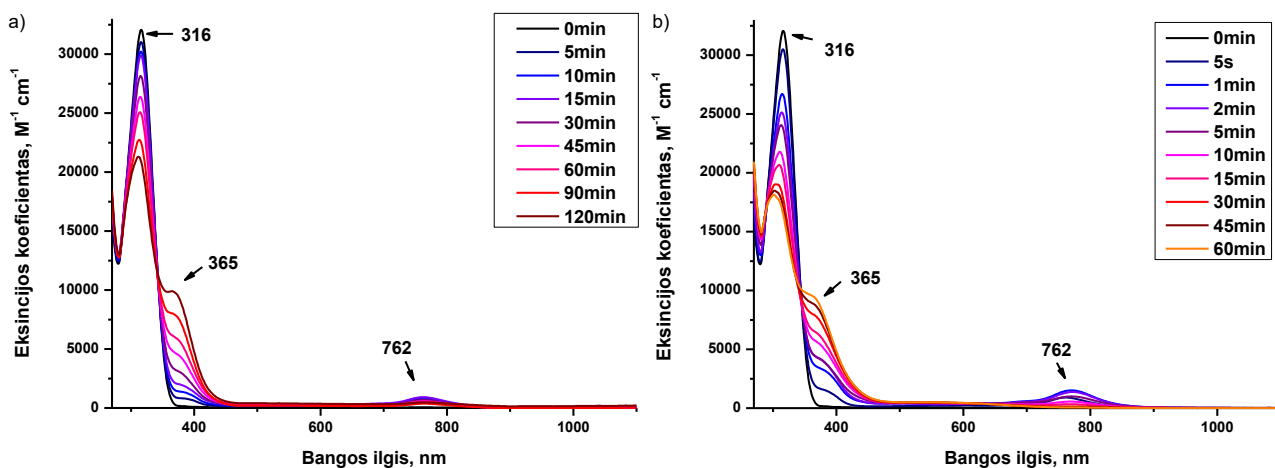 a)
Eksincijos koeficientas, M⁻¹ cm⁻¹
30000
25000
20000
15000
10000
5000
0
316
365
762
0min
5min
10min
15min
30min
45min
60min
90min
120min
400
600
800
1000
Bangos ilgis, nm
b)
Eksincijos koeficientas, M⁻¹ cm⁻¹
30000
25000
20000
15000
10000
5000
0
316
365
762
0min
5s
1min
2min
5min
10min
15min
30min
45min
60min
400
600
800
1000
Bangos ilgis, nm